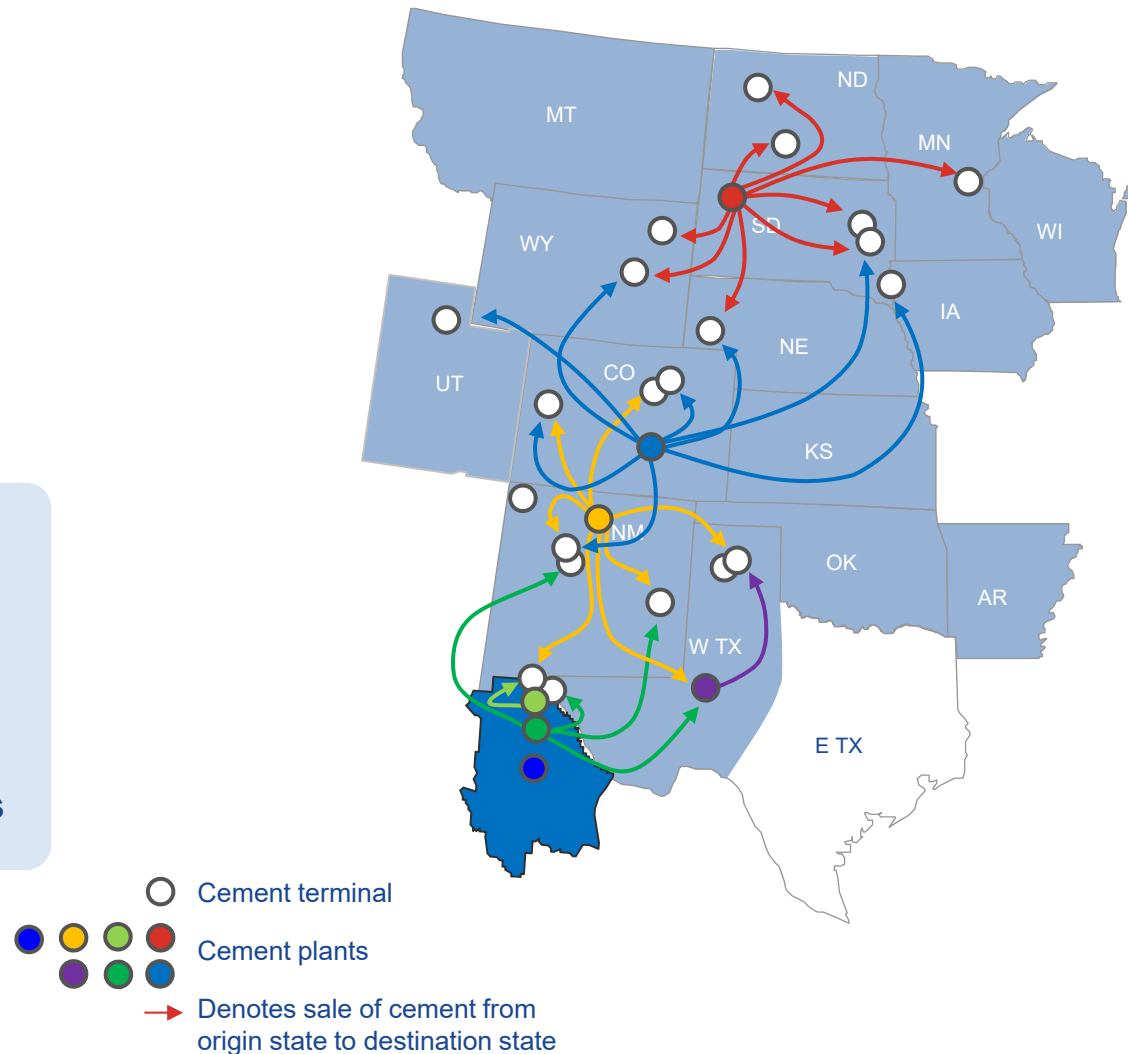 ND
MT
MN
SD
WI
WY
IA
NE
CO
UT
KS
NM
OK
AR
W TX
E TX
s
Cement terminal
Cement plants
Denotes sale of cement from
origin state to destination state